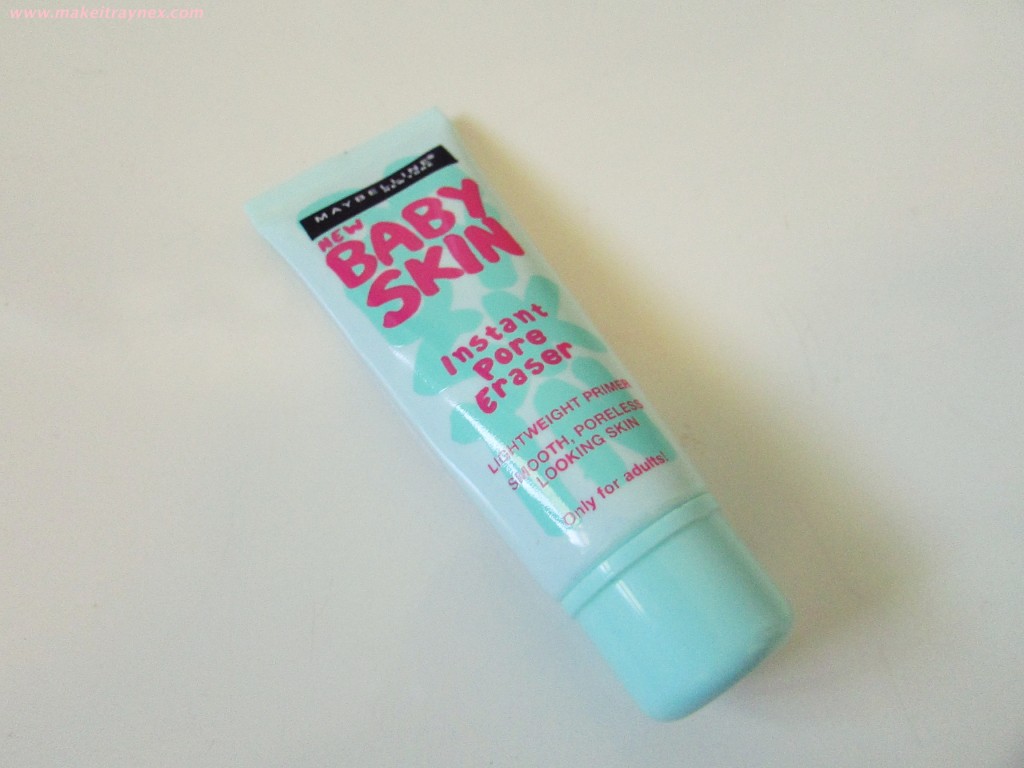 www.makeitraynex.com
MAYBELLINE
NEW YORK
NEW
BABY
SKIN
Instant
Pore
Eraser
LIGHTWEIGHT PRIMER
SMOOTH, PORELESS
LOOKING SKIN
Only for adults!